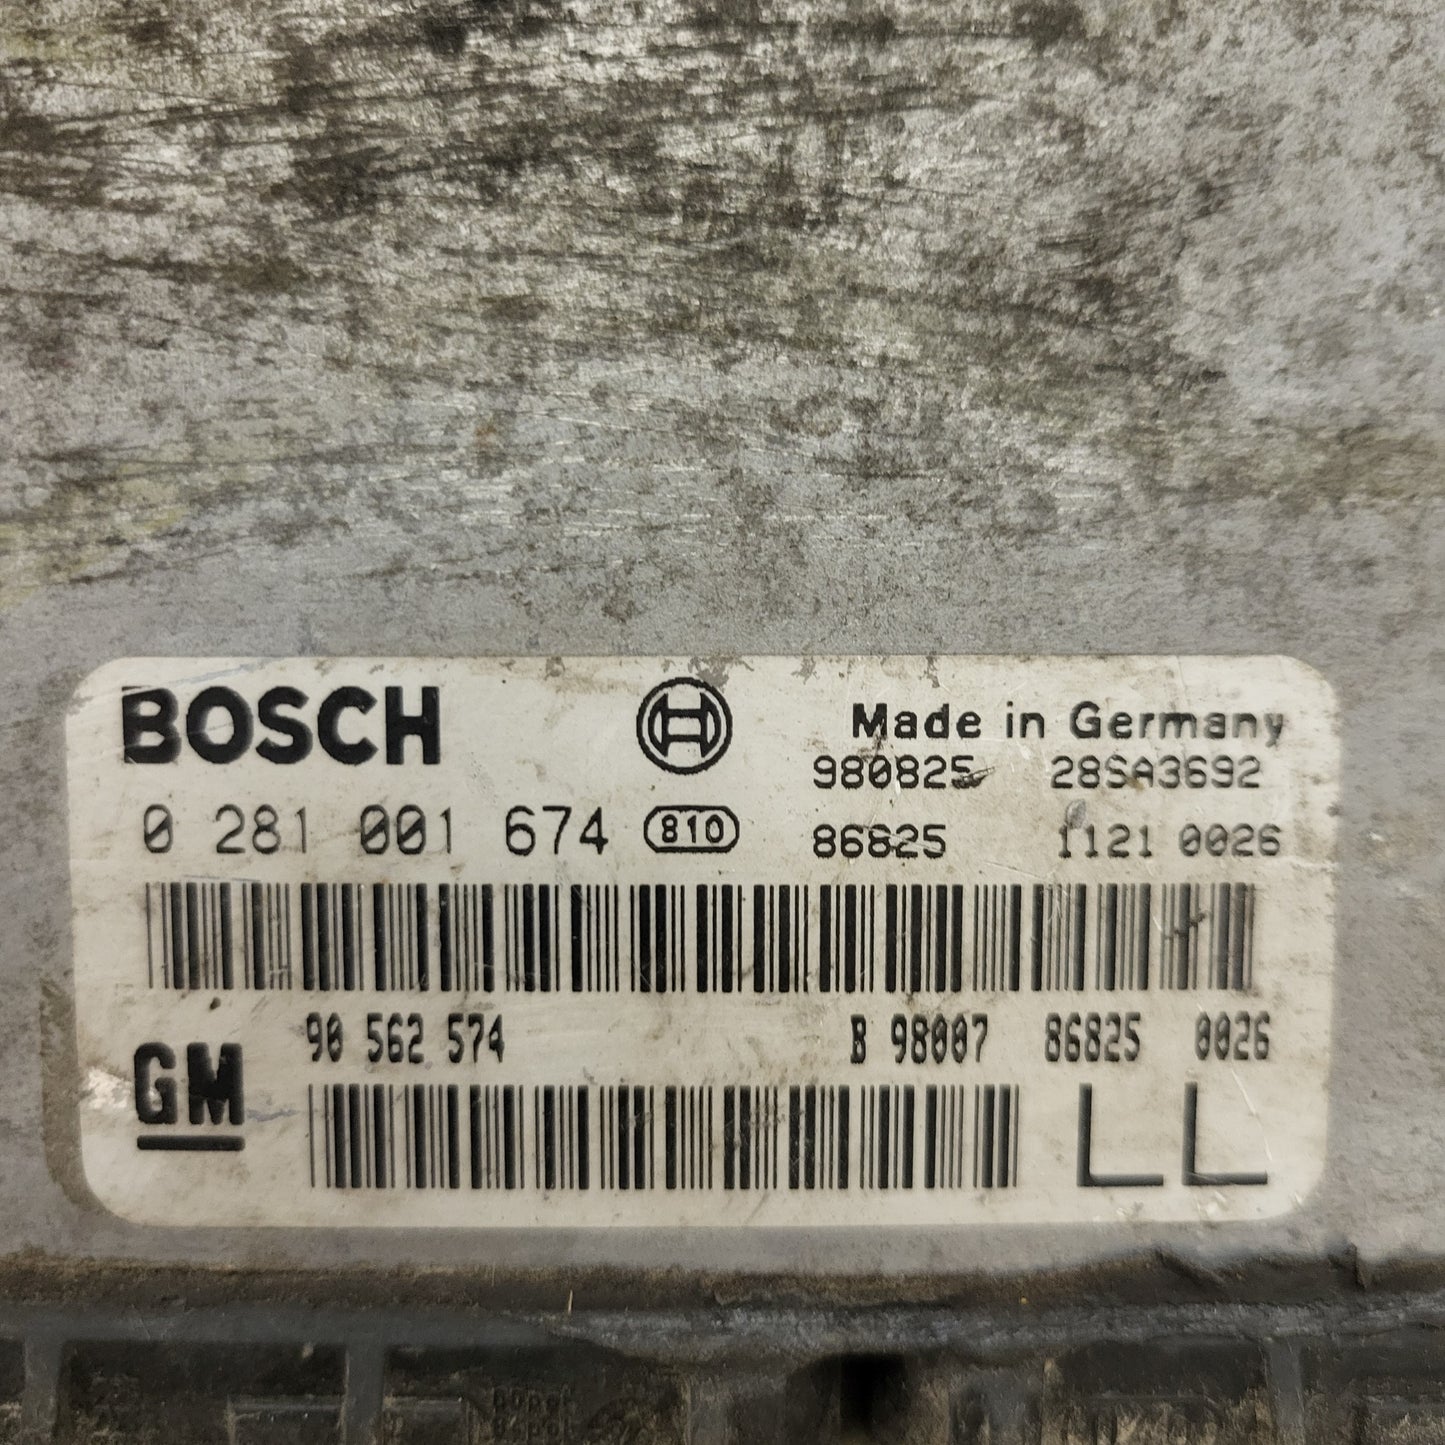 BOSCH Made in Germany
980825 28SA3692
0 281 001 674 810 86825 1121 0026
90 562 574 B 98007 86825 0026
GM LL